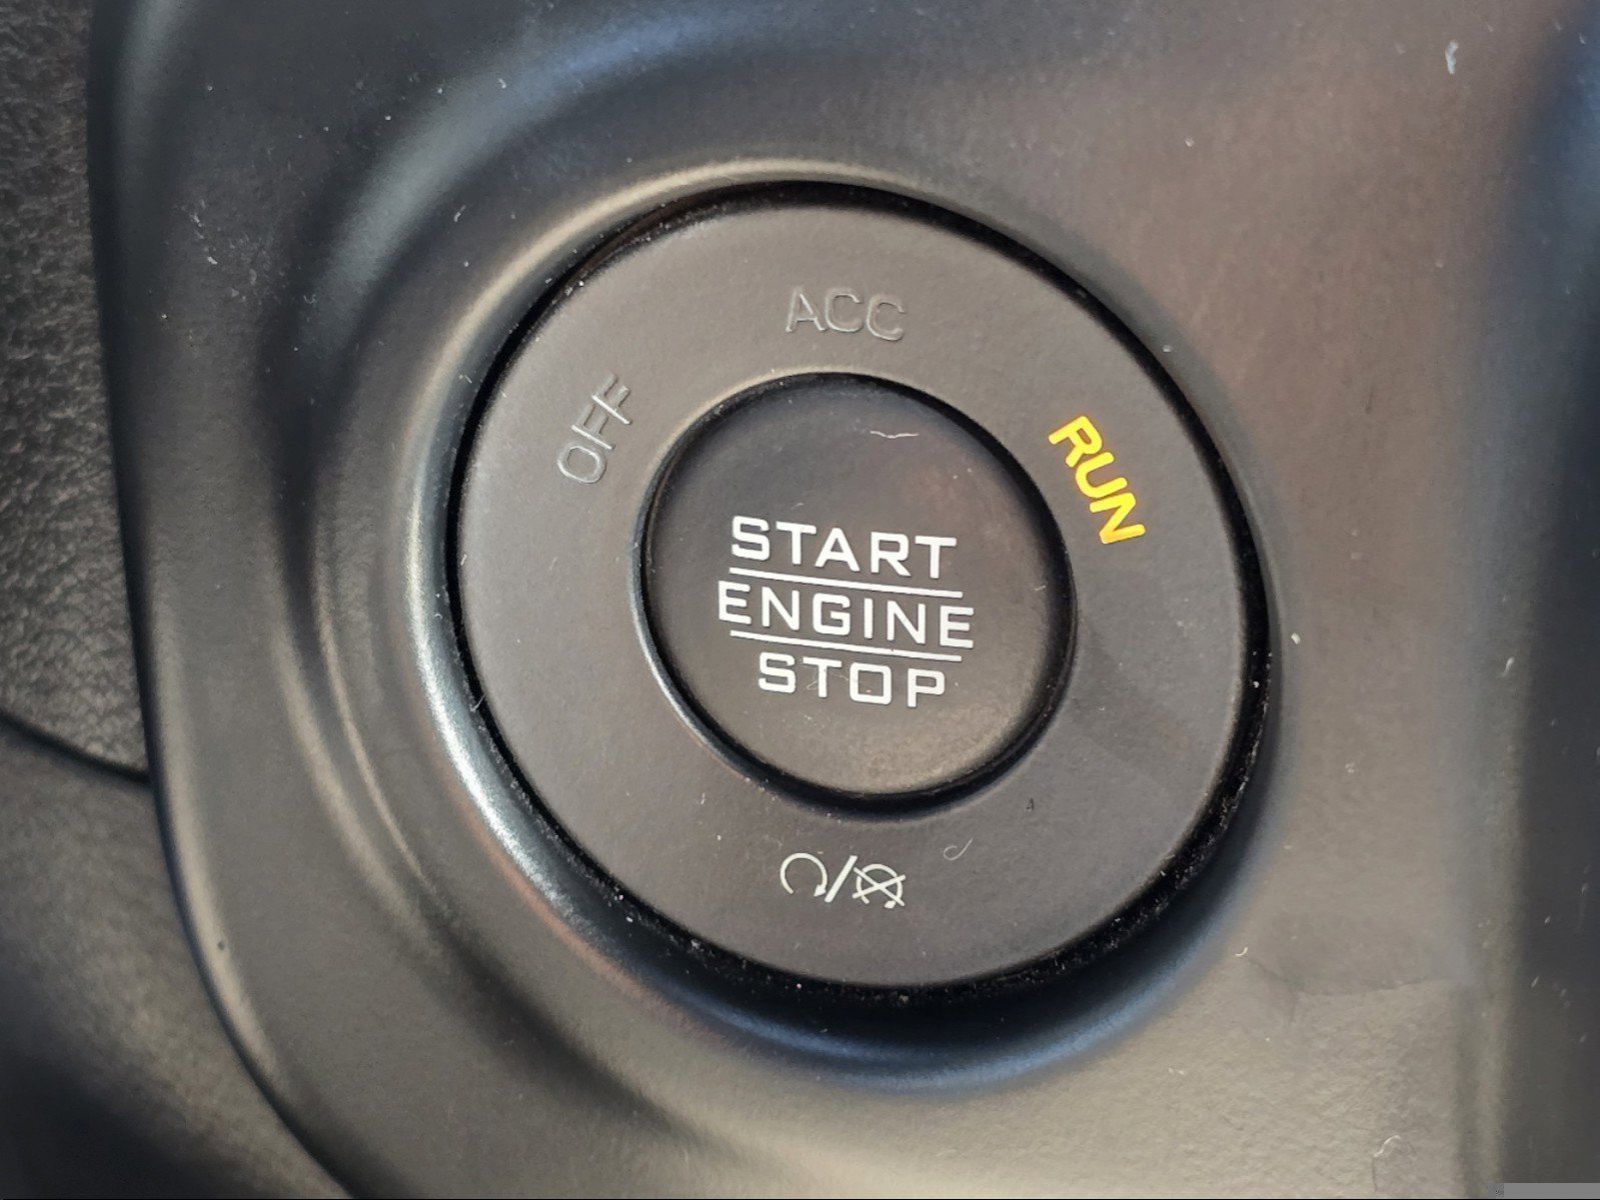 ACC
OFF
RUN
START
ENGINE
STOP